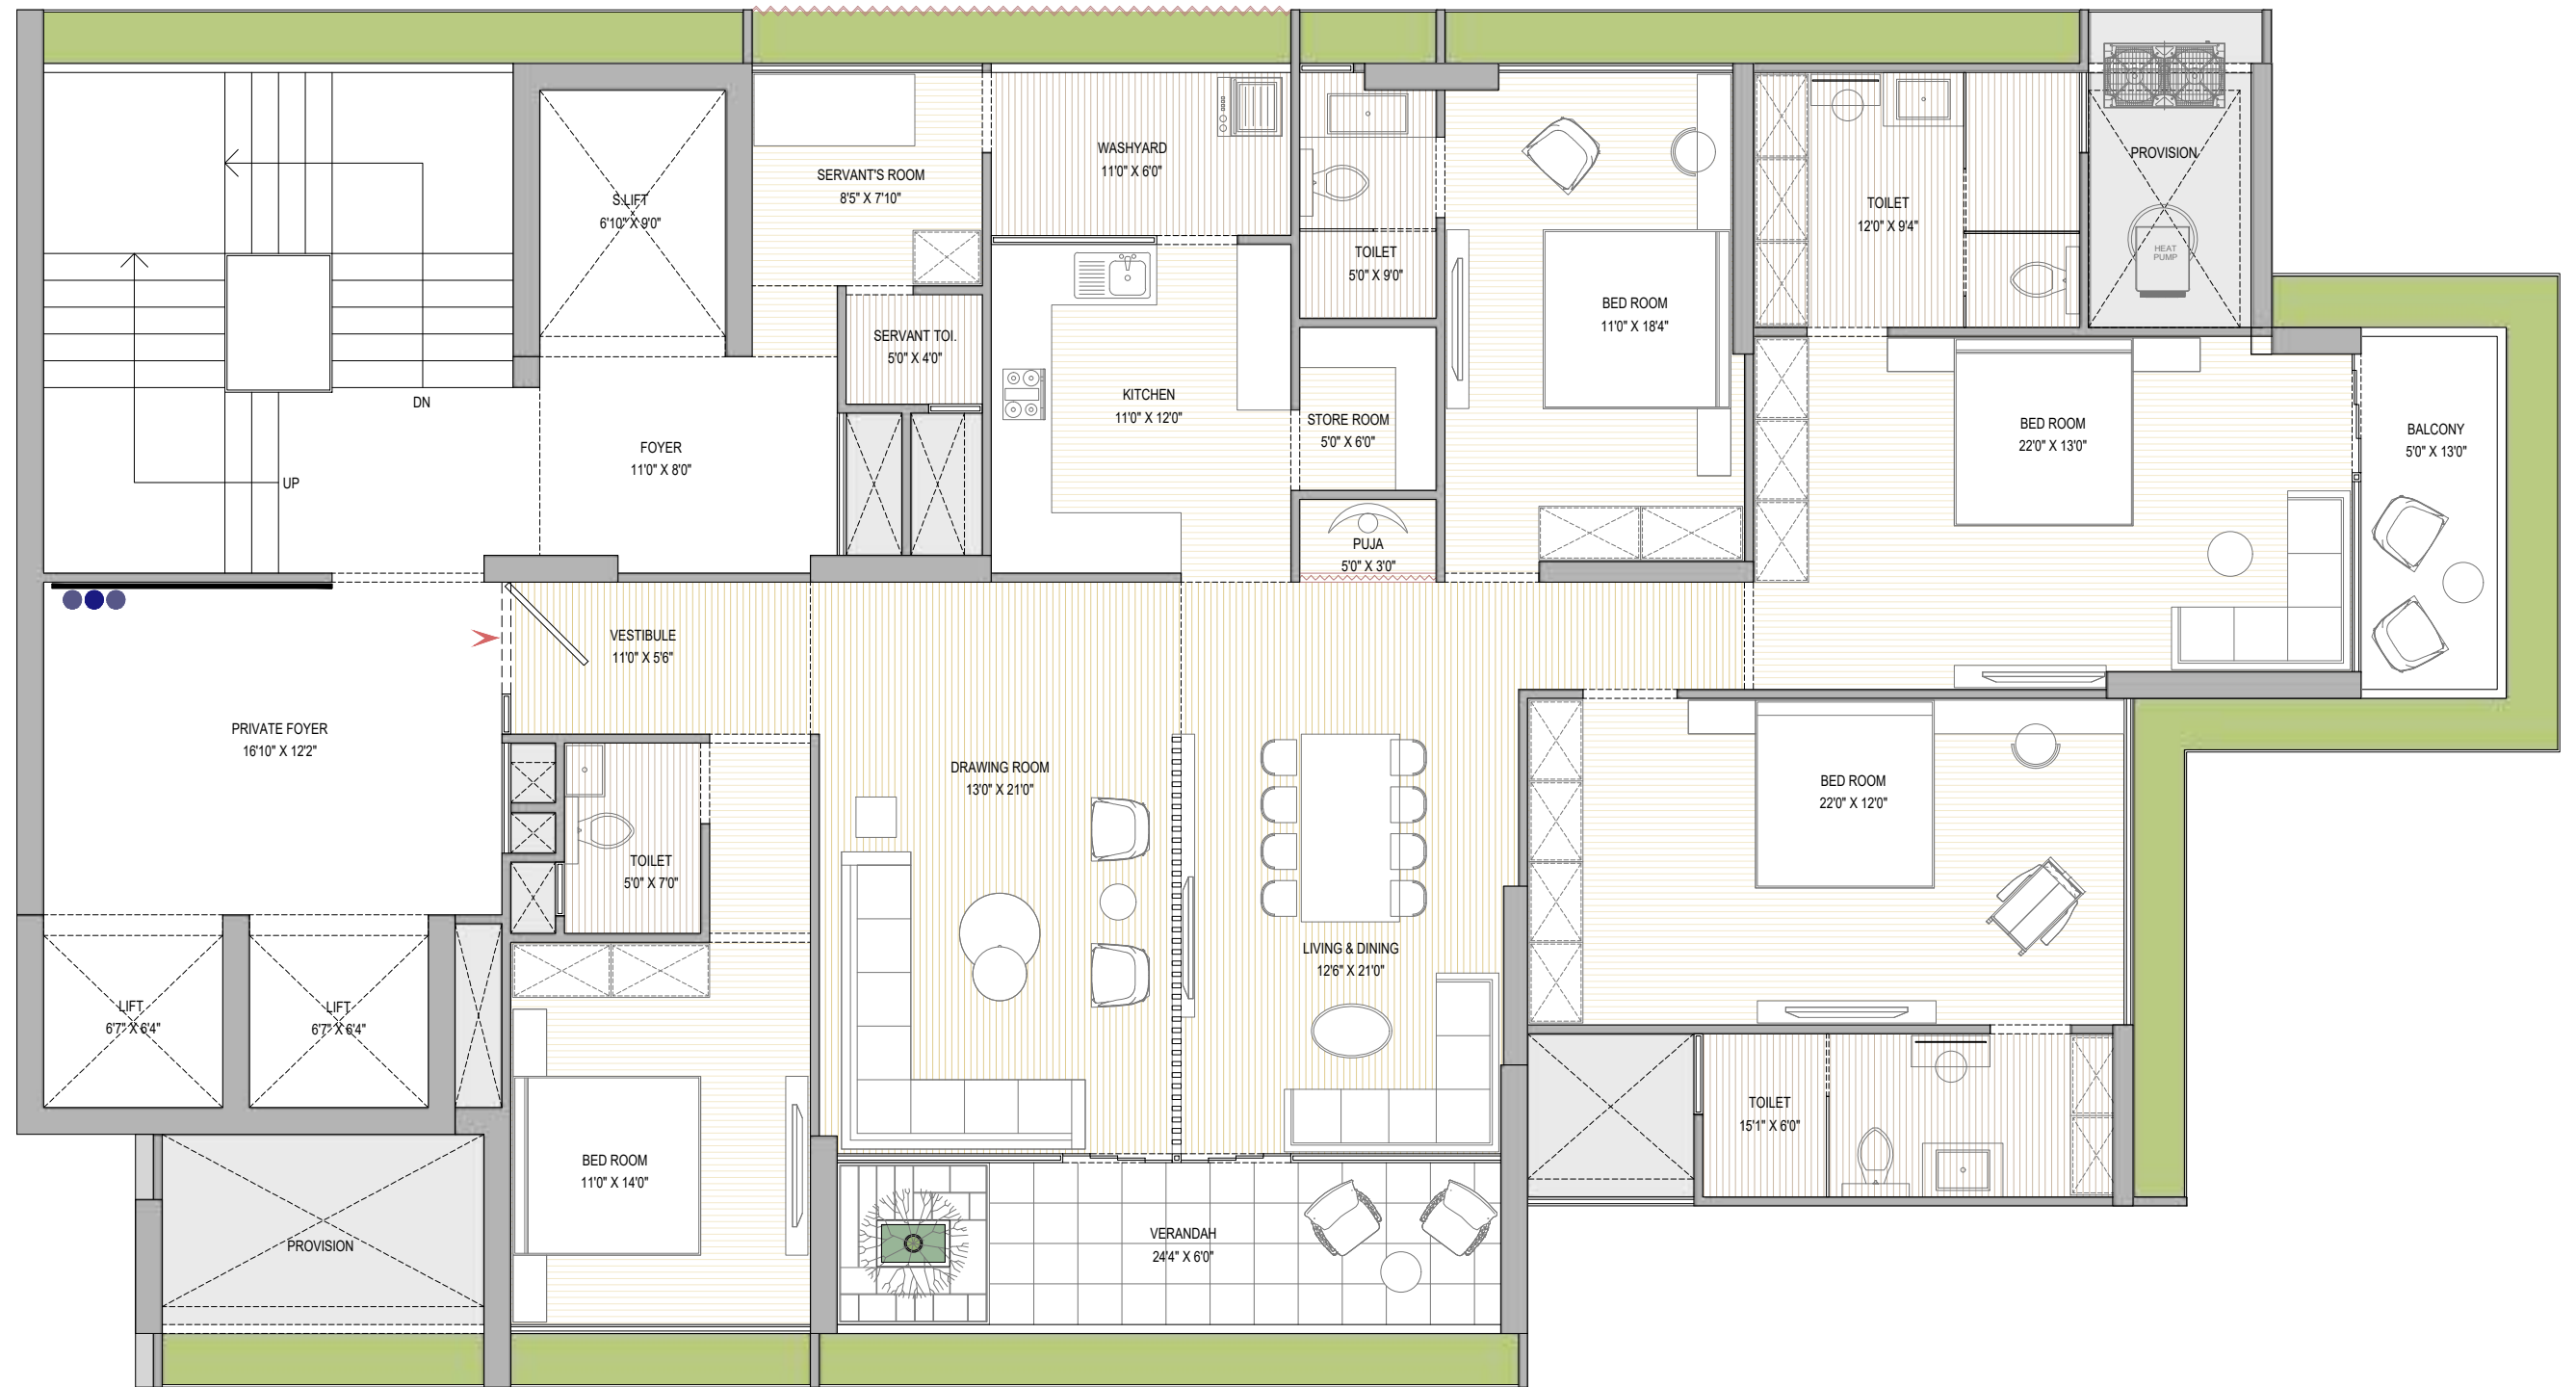 S.LIFT
6'10" X 9'0"
SERVANT'S ROOM
8'5" X 7'10"
WASHYARD
11'0" X 6'0"
TOILET
5'0" X 9'0"
BED ROOM
11'0" X 18'4"
TOILET
12'0" X 9'4"
PROVISION
HEAT
PUMP
SERVANT TOI.
5'0" X 4'0"
KITCHEN
11'0" X 12'0"
STORE ROOM
5'0" X 6'0"
BED ROOM
22'0" X 13'0"
BALCONY
5'0" X 13'0"
DN
UP
FOYER
11'0" X 8'0"
PUJA
5'0" X 3'0"
VESTIBULE
11'0" X 5'6"
PRIVATE FOYER
16'10" X 12'2"
DRAWING ROOM
13'0" X 21'0"
BED ROOM
22'0" X 12'0"
TOILET
5'0" X 7'0"
LIVING & DINING
12'6" X 21'0"
LIFT
6'7" X 6'4"
LIFT
6'7" X 6'4"
TOILET
15'1" X 6'0"
BED ROOM
11'0" X 14'0"
PROVISION
VERANDAH
24'4" X 6'0"